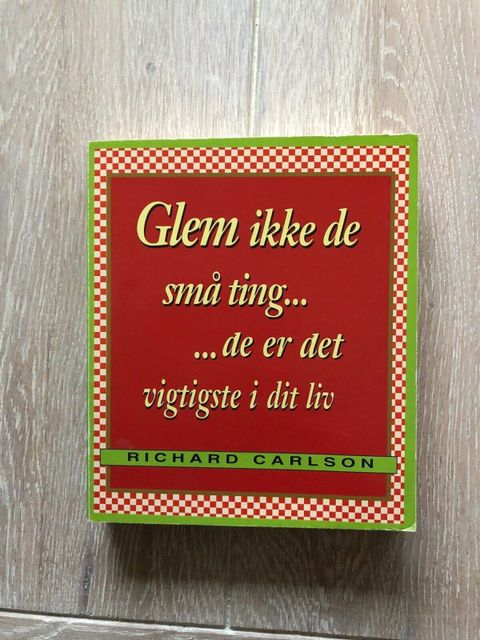 Glem ikke de
små ting...
...de er det
vigtigste i dit liv
RICHARD CARLSON